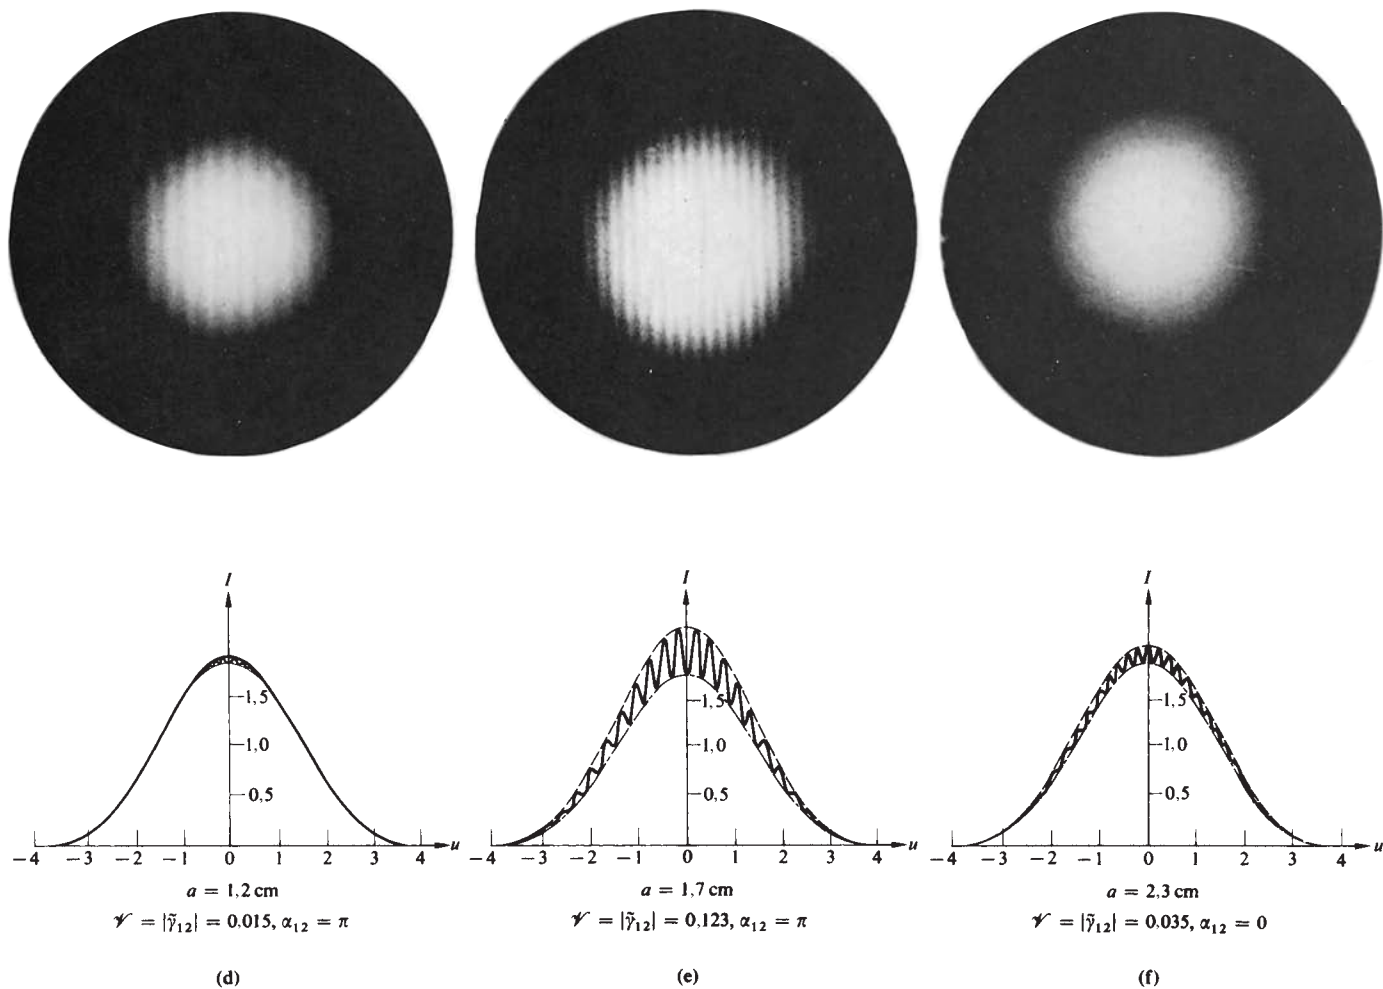 I
I
I
1,5
1,0
0,5
−4 −3 −2 −1 0 1 2 3 4 u
1,5
1,0
0,5
−4 −3 −2 −1 0 1 2 3 4 u
1,5
1,0
0,5
−4 −3 −2 −1 0 1 2 3 4 u
a = 1,2 cm
𝒱 = |γ̃₁₂| = 0,015, α₁₂ = π
(d)
a = 1,7 cm
𝒱 = |γ̃₁₂| = 0,123, α₁₂ = π
(e)
a = 2,3 cm
𝒱 = |γ̃₁₂| = 0,035, α₁₂ = 0
(f)